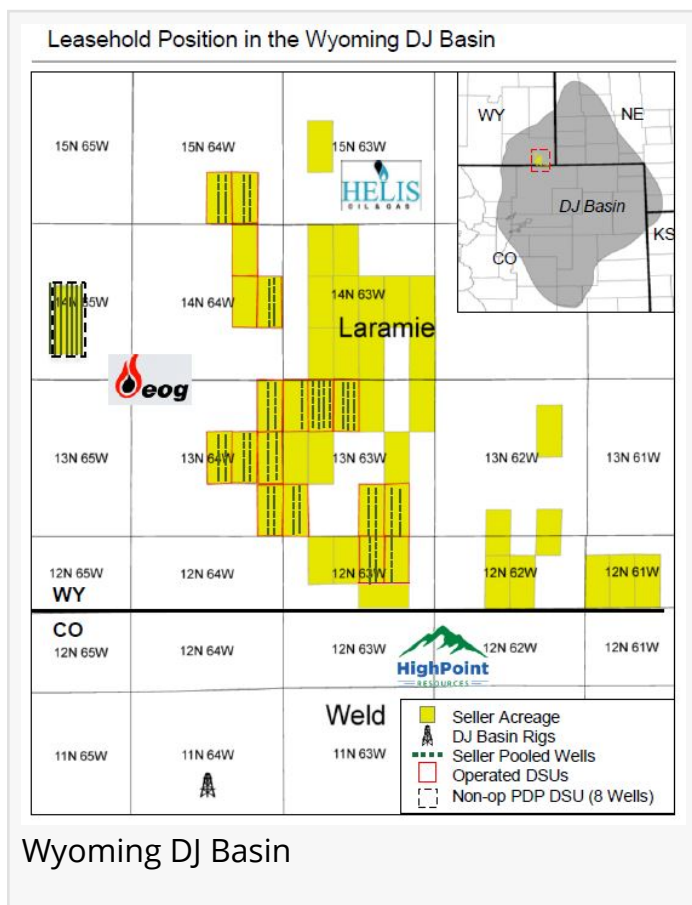 Leasehold Position in the Wyoming DJ Basin
15N 65W
15N 64W
15N 63W
HELIS
OIL & GAS
WY
NE
DJ Basin
CO
KS
14N 65W
14N 64W
14N 63W
Laramie
eog
13N 65W
13N 64W
13N 63W
13N 62W
13N 61W
12N 65W
12N 64W
12N 63W
12N 62W
12N 61W
WY
CO
12N 65W
12N 64W
12N 63W
12N 62W
12N 61W
HighPoint
RESOURCES
Weld
11N 65W
11N 64W
11N 63W
Seller Acreage
DJ Basin Rigs
Seller Pooled Wells
Operated DSUs
Non-op PDP DSU (8 Wells)
Wyoming DJ Basin